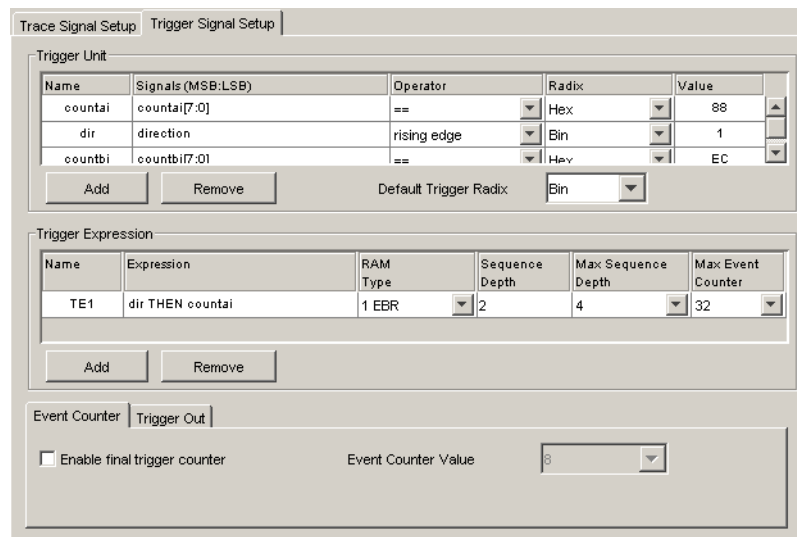 Trace Signal Setup Trigger Signal Setup
Trigger Unit
Name Signals (MSB:LSB) Operator Radix Value
countai countai[7:0] == Hex 88
dir direction rising edge Bin 1
countbi countbi[7:0] == Hex EC
Add Remove Default Trigger Radix Bin
Trigger Expression
Name Expression RAM Type Sequence Depth Max Sequence Depth Max Event Counter
TE1 dir THEN countai 1 EBR 2 4 32
Add Remove
Event Counter Trigger Out
Enable final trigger counter Event Counter Value 8